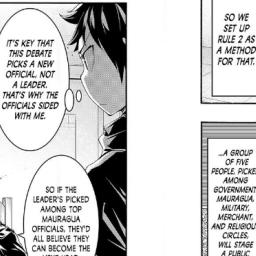 SO WE
SET UP
RULE 2 AS
A METHOD
FOR THAT.
...A GROUP
OF FIVE
PEOPLE, PICKED
AMONG
GOVERNMENT
MAURAGUA,
MILITARY,
MERCHANT,
AND RELIGIOUS
CIRCLES,
WILL STAGE
A PUBLIC
IT'S KEY THAT
THIS DEBATE
PICKS A NEW
OFFICIAL, NOT
A LEADER.
THAT'S WHY THE
OFFICIALS SIDED
WITH ME.
SO IF THE
LEADER'S PICKED
AMONG TOP
MAURAGUA
OFFICIALS, THEY'D
ALL BELIEVE THEY
CAN BECOME THE